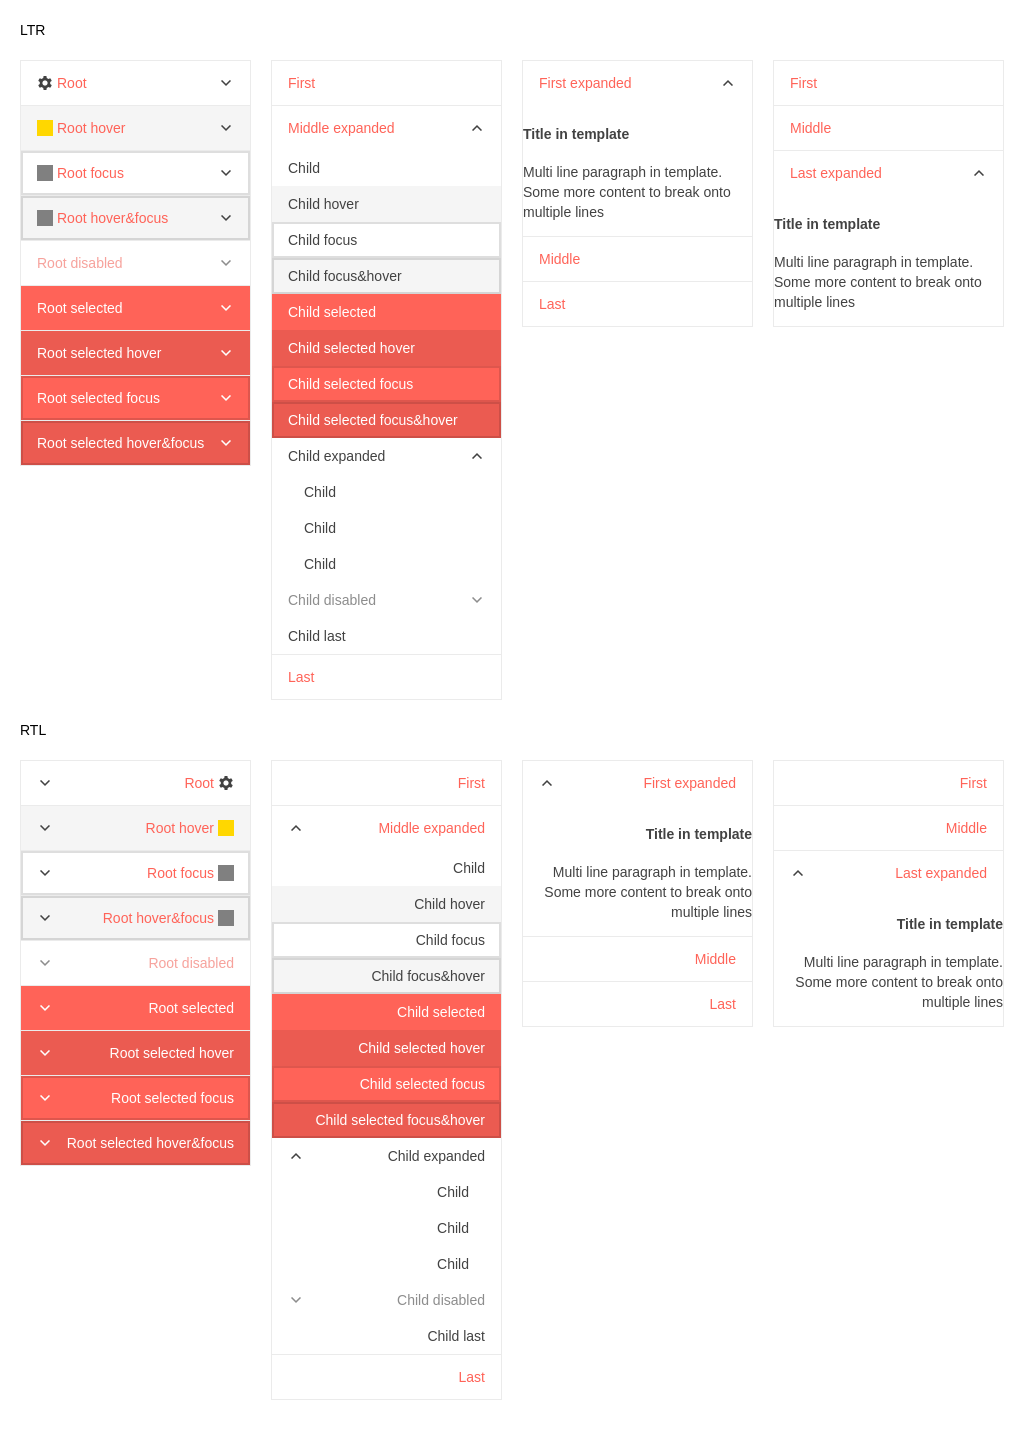 LTR
Root
Root hover
Root focus
Root hover&focus
Root disabled
Root selected
Root selected hover
Root selected focus
Root selected hover&focus
First
Middle expanded
Child
Child hover
Child focus
Child focus&hover
Child selected
Child selected hover
Child selected focus
Child selected focus&hover
Child expanded
Child
Child
Child
Child disabled
Child last
Last
First expanded
Title in template
Multi line paragraph in template.
Some more content to break onto
multiple lines
Middle
Last
First
Middle
Last expanded
Title in template
Multi line paragraph in template.
Some more content to break onto
multiple lines
RTL
Root
Root hover
Root focus
Root hover&focus
Root disabled
Root selected
Root selected hover
Root selected focus
Root selected hover&focus
First
Middle expanded
Child
Child hover
Child focus
Child focus&hover
Child selected
Child selected hover
Child selected focus
Child selected focus&hover
Child expanded
Child
Child
Child
Child disabled
Child last
Last
First expanded
Title in template
Multi line paragraph in template.
Some more content to break onto
multiple lines
Middle
Last
First
Middle
Last expanded
Title in template
Multi line paragraph in template.
Some more content to break onto
multiple lines